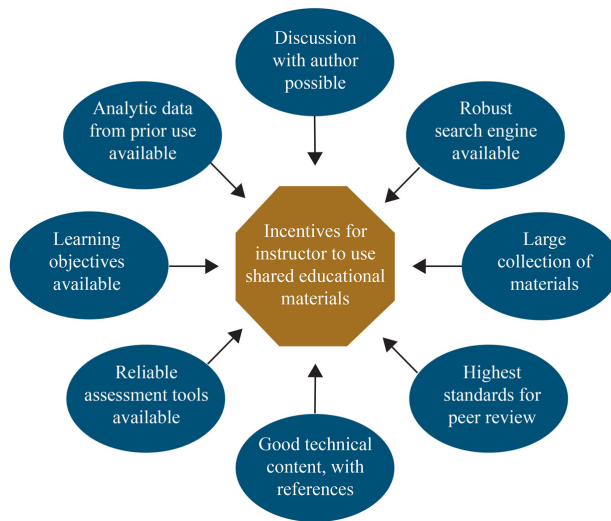 Discussion
with author
possible
Analytic data
from prior use
available
Robust
search engine
available
Learning
objectives
available
Incentives for
instructor to use
shared educational
materials
Large
collection of
materials
Reliable
assessment tools
available
Highest
standards for
peer review
Good technical
content, with
references